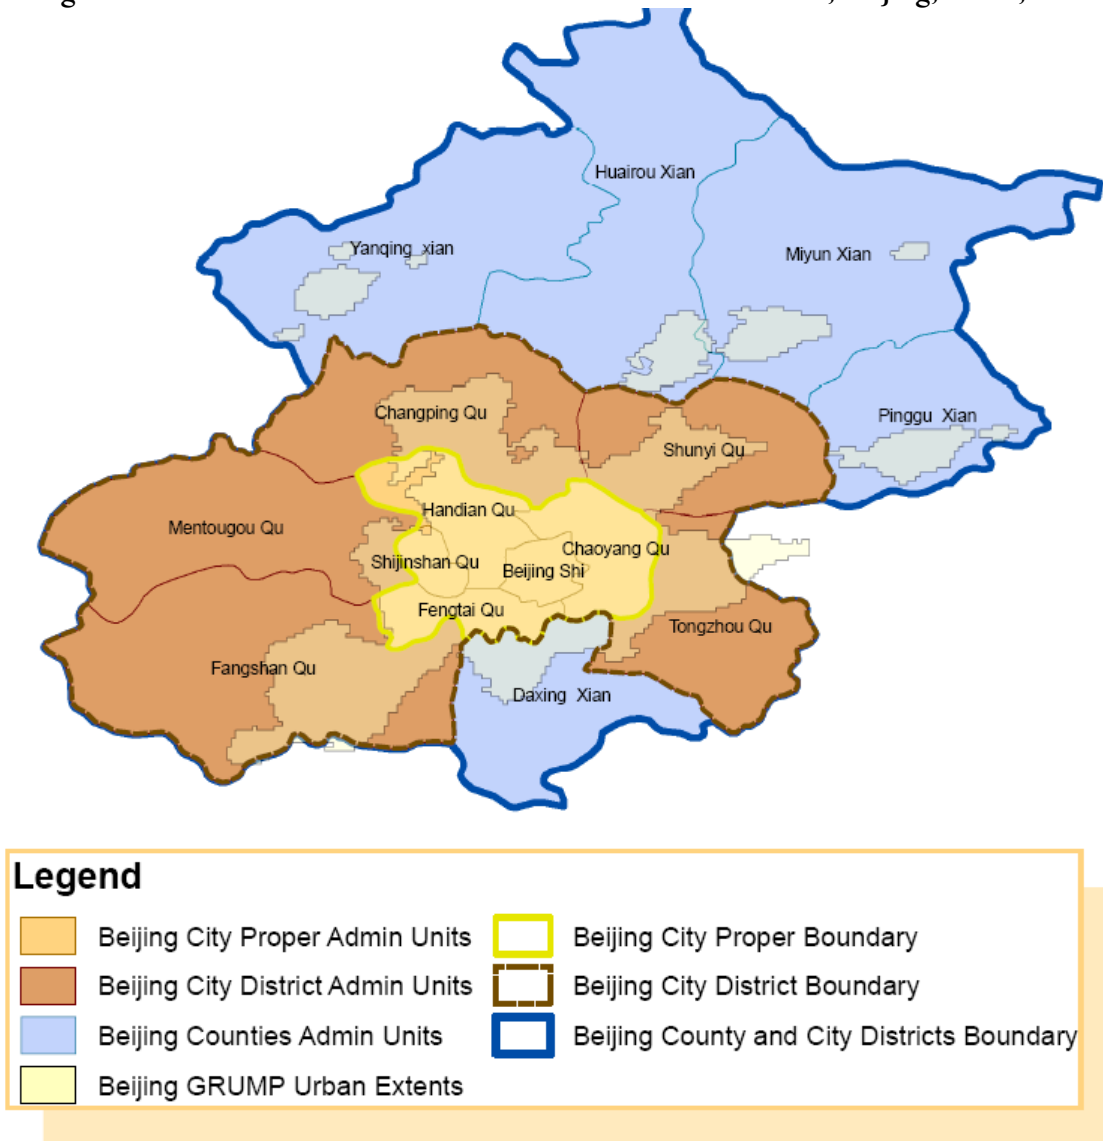 Huairou Xian
Yanqing xian
Miyun Xian
Changping Qu
Pinggu Xian
Shunyi Qu
Handian Qu
Mentougou Qu
Chaoyang Qu
Shijinshan Qu
Beijing Shi
Fengtai Qu
Tongzhou Qu
Fangshan Qu
Daxing Xian
Legend
Beijing City Proper Admin Units
Beijing City Proper Boundary
Beijing City District Admin Units
Beijing City District Boundary
Beijing Counties Admin Units
Beijing County and City Districts Boundary
Beijing GRUMP Urban Extents